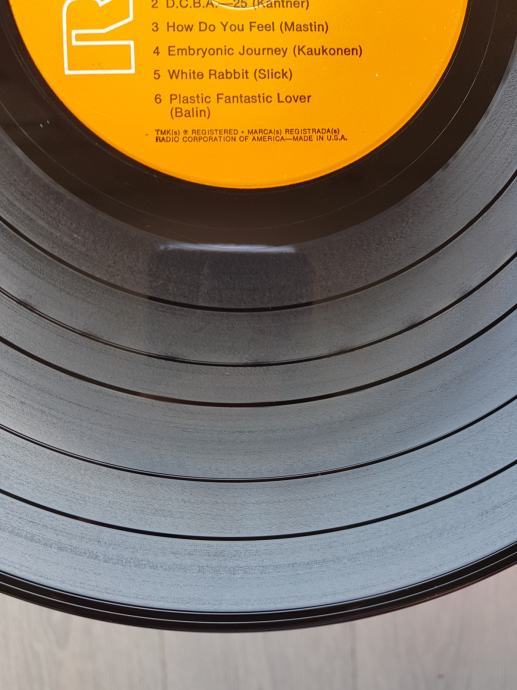 R
2 D.C.B.A.—25 (Kantner)
3 How Do You Feel (Mastin)
4 Embryonic Journey (Kaukonen)
5 White Rabbit (Slick)
6 Plastic Fantastic Lover
(Balin)
TMK(s) ® REGISTERED • MARCA(s) REGISTRADA(s)
RADIO CORPORATION OF AMERICA—MADE IN U.S.A.